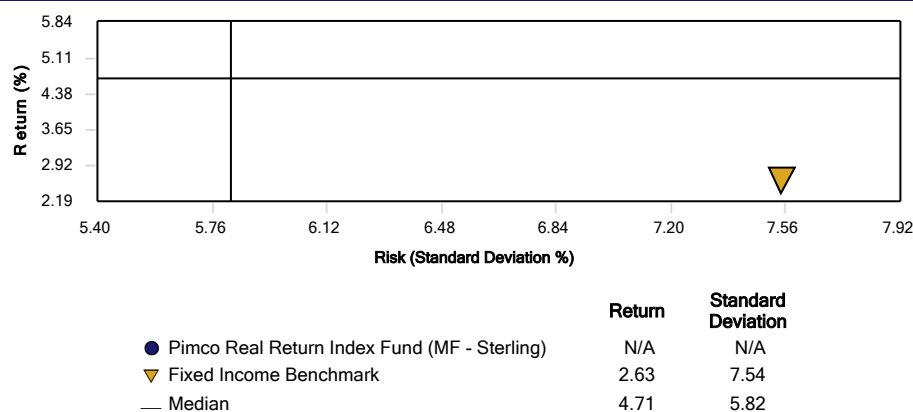 5.84
5.11
4.38
3.65
2.92
2.19
Return (%)
5.40 5.76 6.12 6.48 6.84 7.20 7.56 7.92
Risk (Standard Deviation %)
Return Standard Deviation
Pimco Real Return Index Fund (MF - Sterling) N/A N/A
Fixed Income Benchmark 2.63 7.54
Median 4.71 5.82